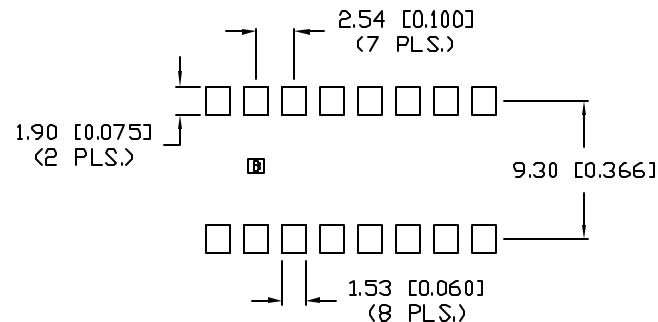 2.54 [0.100]
(7 PLS.)
1.90 [0.075]
(2 PLS.)
9.30 [0.366]
1.53 [0.060]
(8 PLS.)